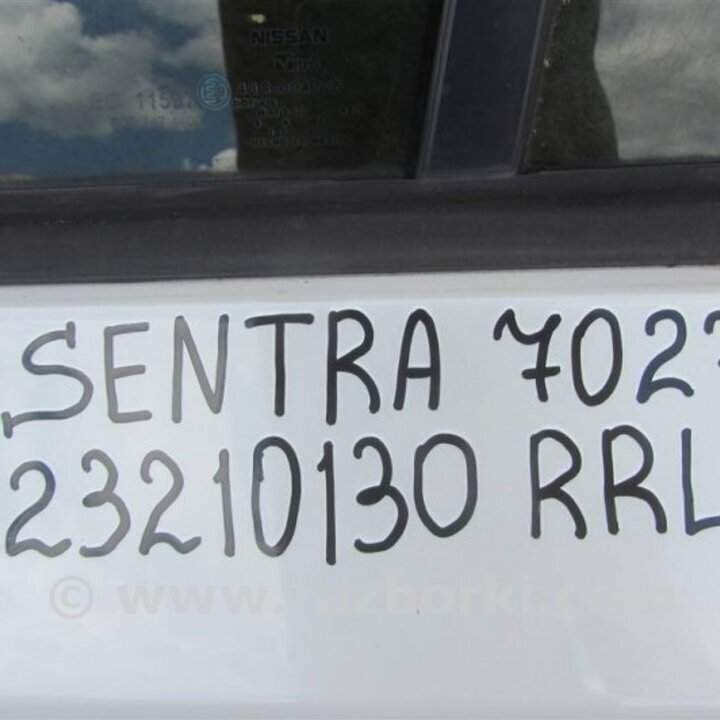 NISSAN
SENTRA 702
23210130 RRL
© www.razborki.com